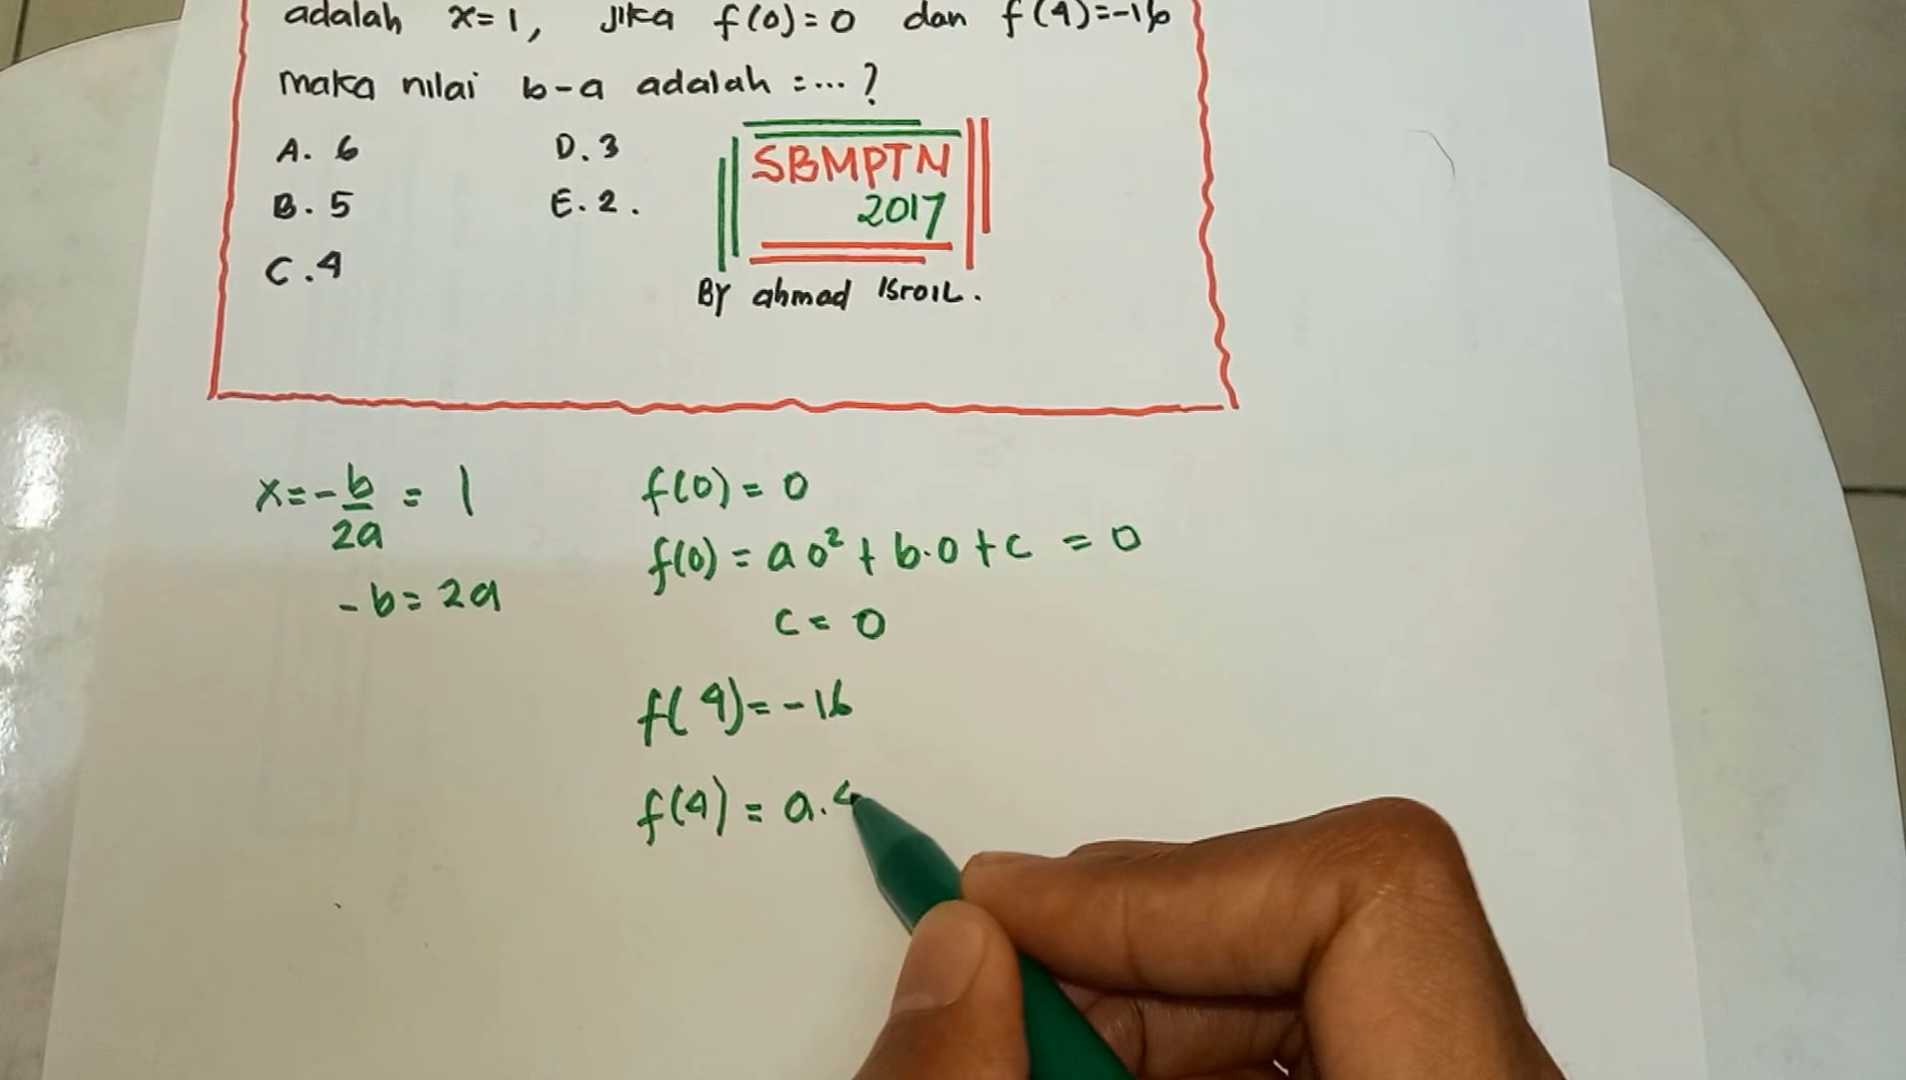 adalah x=1, jika f(0)=0 dan f(4)=-16
maka nilai b-a adalah =... ?
A. 6
B. 5
C. 4
D. 3
E. 2.
SBMPTN
2017
BY ahmad ISroIL.
x=-b/2a = 1
-b=2a
f(0)=0
f(0)=a0²+b.0+c =0
c=0
f(4)=-16
f(4)=a.4